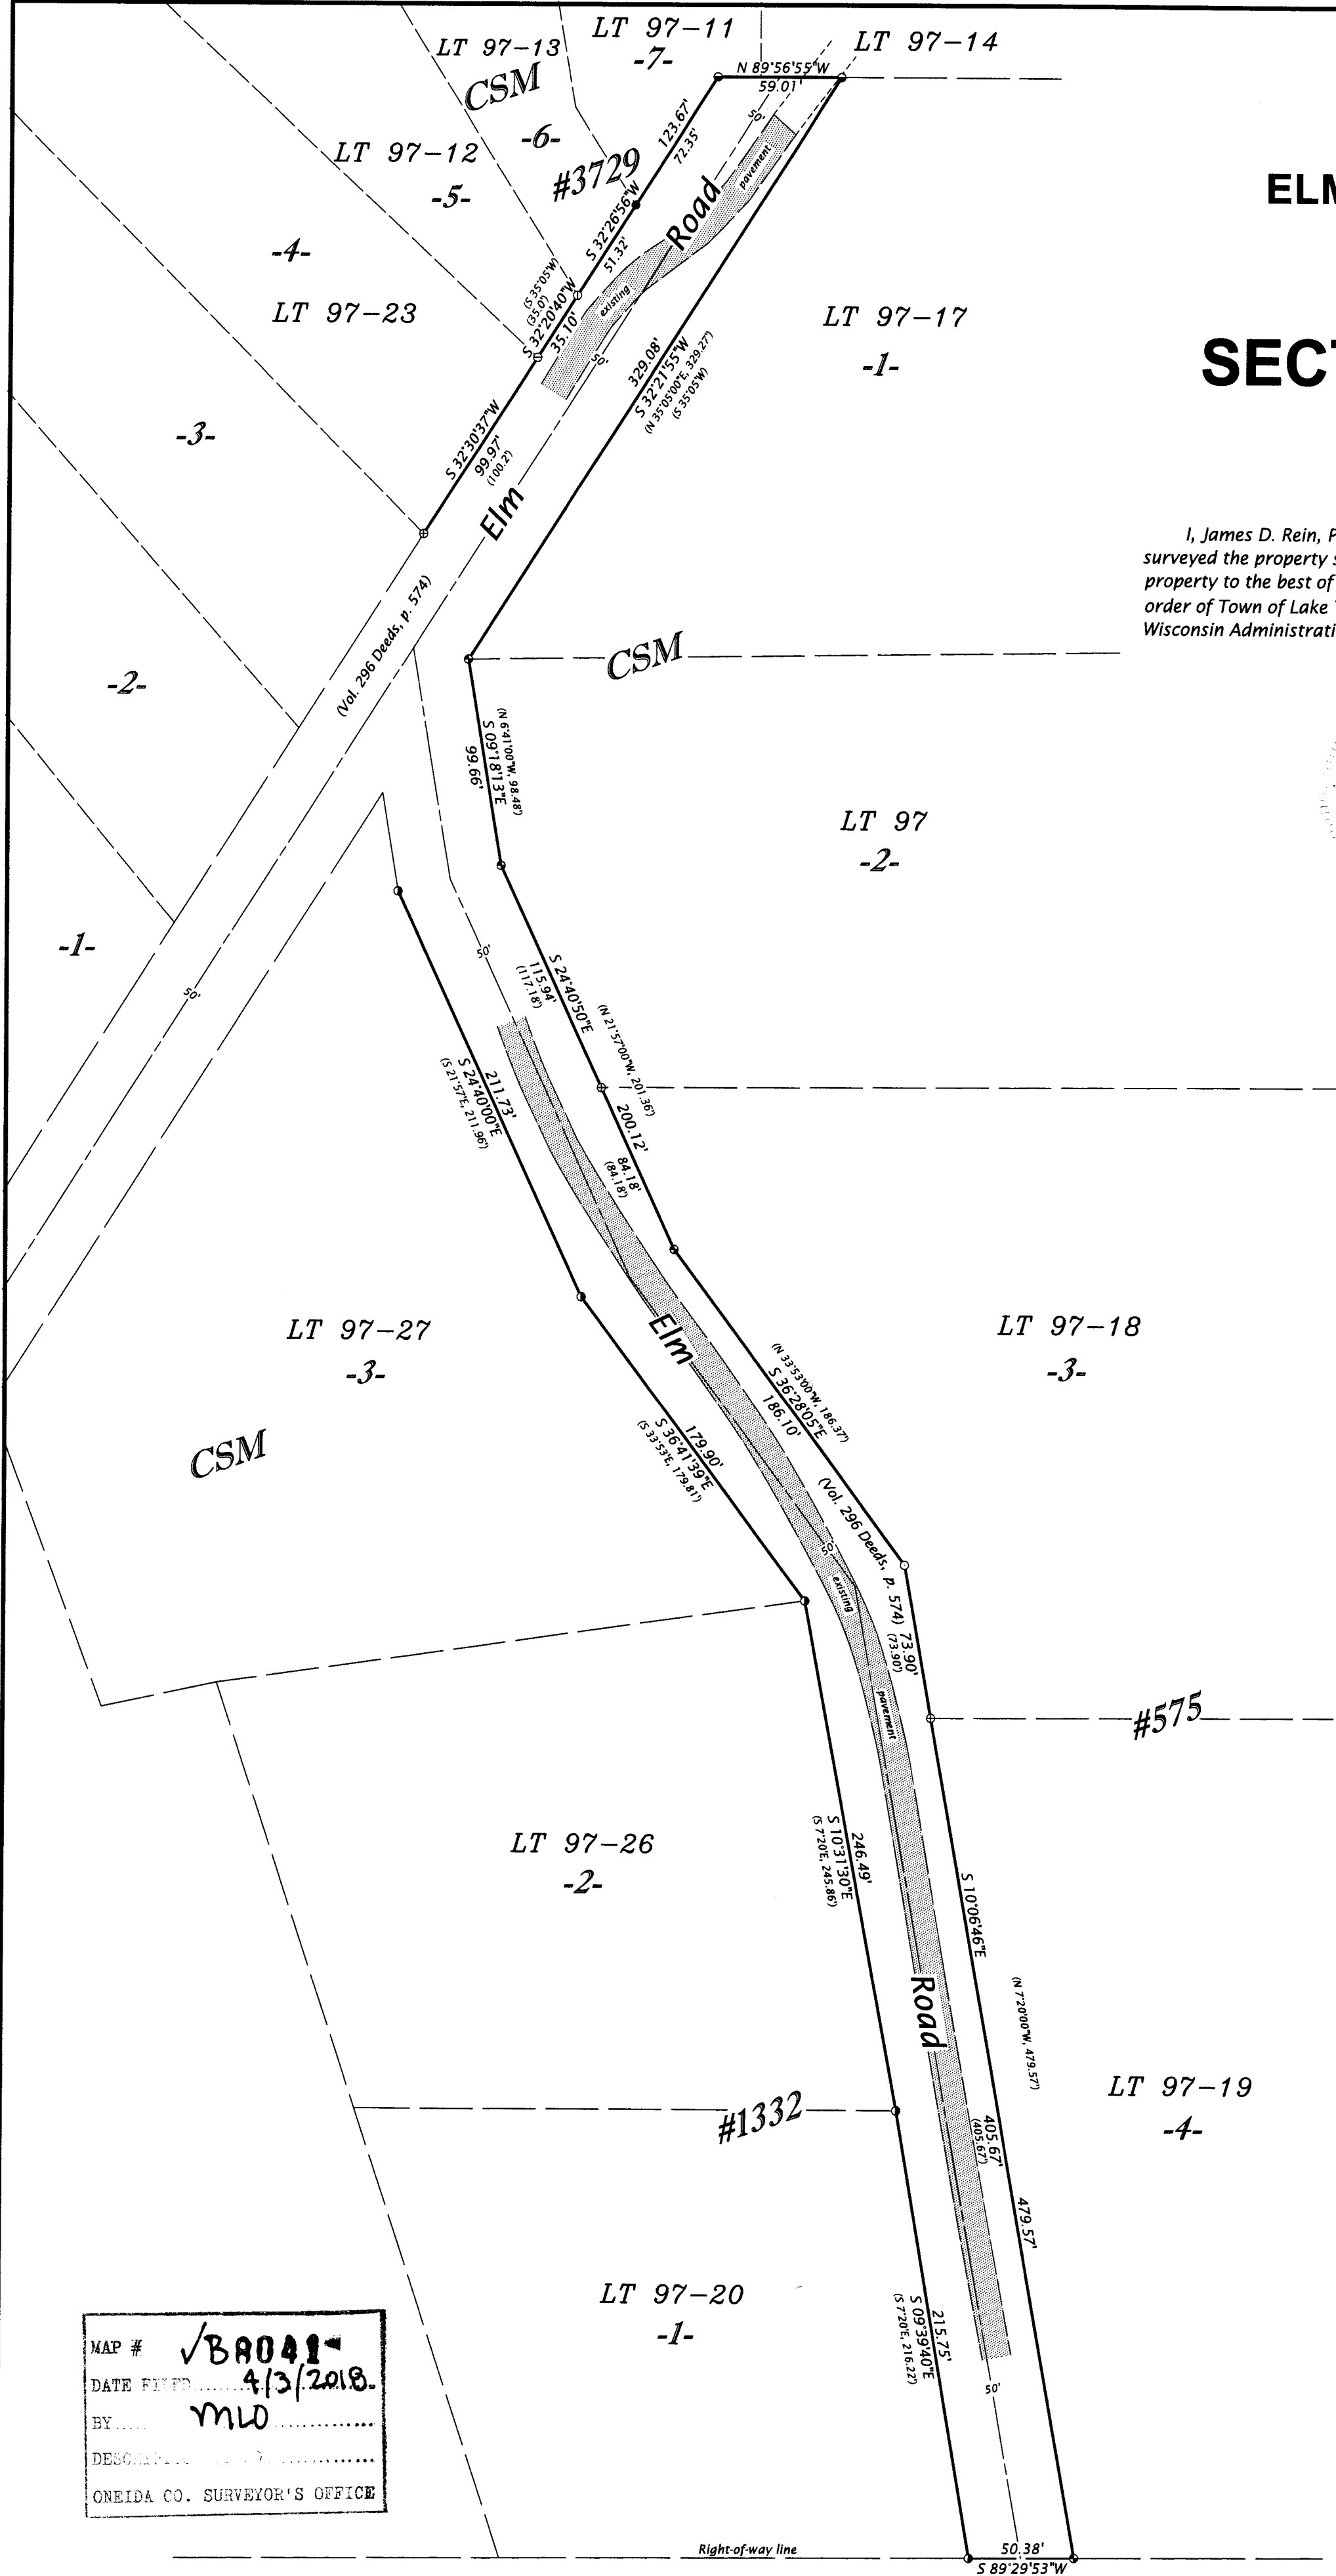 LT 97-11
-7-
LT 97-14
LT 97-13
CSM
-6-
N 89°56'55"W
59.01'
50'
123.67'
72.35'
pavement
LT 97-12
-5-
#3729
Road
S 32°26'56"W
51.32'
-4-
LT 97-23
(S 35°05'W)
(35.0')
S 32°20'40"W
35.10'
existing
50'
ELM
LT 97-17
-1-
SECT
329.08'
S 32°21'55"W
(N 35°05'00"E, 329.27')
(S 35°05'W)
-3-
S 32°30'37"W
99.97'
(100.2')
Elm
I, James D. Rein, P
surveyed the property s
property to the best of
order of Town of Lake
Wisconsin Administrati
(Vol. 296 Deeds, p. 574)
CSM
-2-
(N 6°41'00"W, 98.48')
S 09°18'13"E
99.66'
LT 97
-2-
-1-
50'
50'
S 24°40'50"E
115.94'
(117.18')
(N 21°57'00"W, 201.36')
200.12'
84.18'
(84.18')
211.73'
S 24°40'00"E
(S 21°57'E, 211.96')
LT 97-27
-3-
Elm
LT 97-18
-3-
(N 33°53'00"W, 186.37')
S 36°28'05"E
186.10'
CSM
179.90'
S 36°41'39"E
(S 33°53'E, 179.81')
(Vol. 296 Deeds, p. 574)
50'
existing
73.90'
(73.90')
pavement
#575
LT 97-26
-2-
246.49'
S 10°31'30"E
(S 7°20'E, 245.86')
S 10°06'46"E
Road
(N 7°20'00"W, 479.57')
LT 97-19
-4-
#1332
405.67'
(405.67')
479.57'
LT 97-20
-1-
215.75'
S 09°39'40"E
(S 7°20'E, 216.22')
50'
MAP # √BA041
DATE FILED 4/3/2018
BY MLO
ONEIDA CO. SURVEYOR'S OFFICE
Right-of-way line
50.38'
S 89°29'53"W